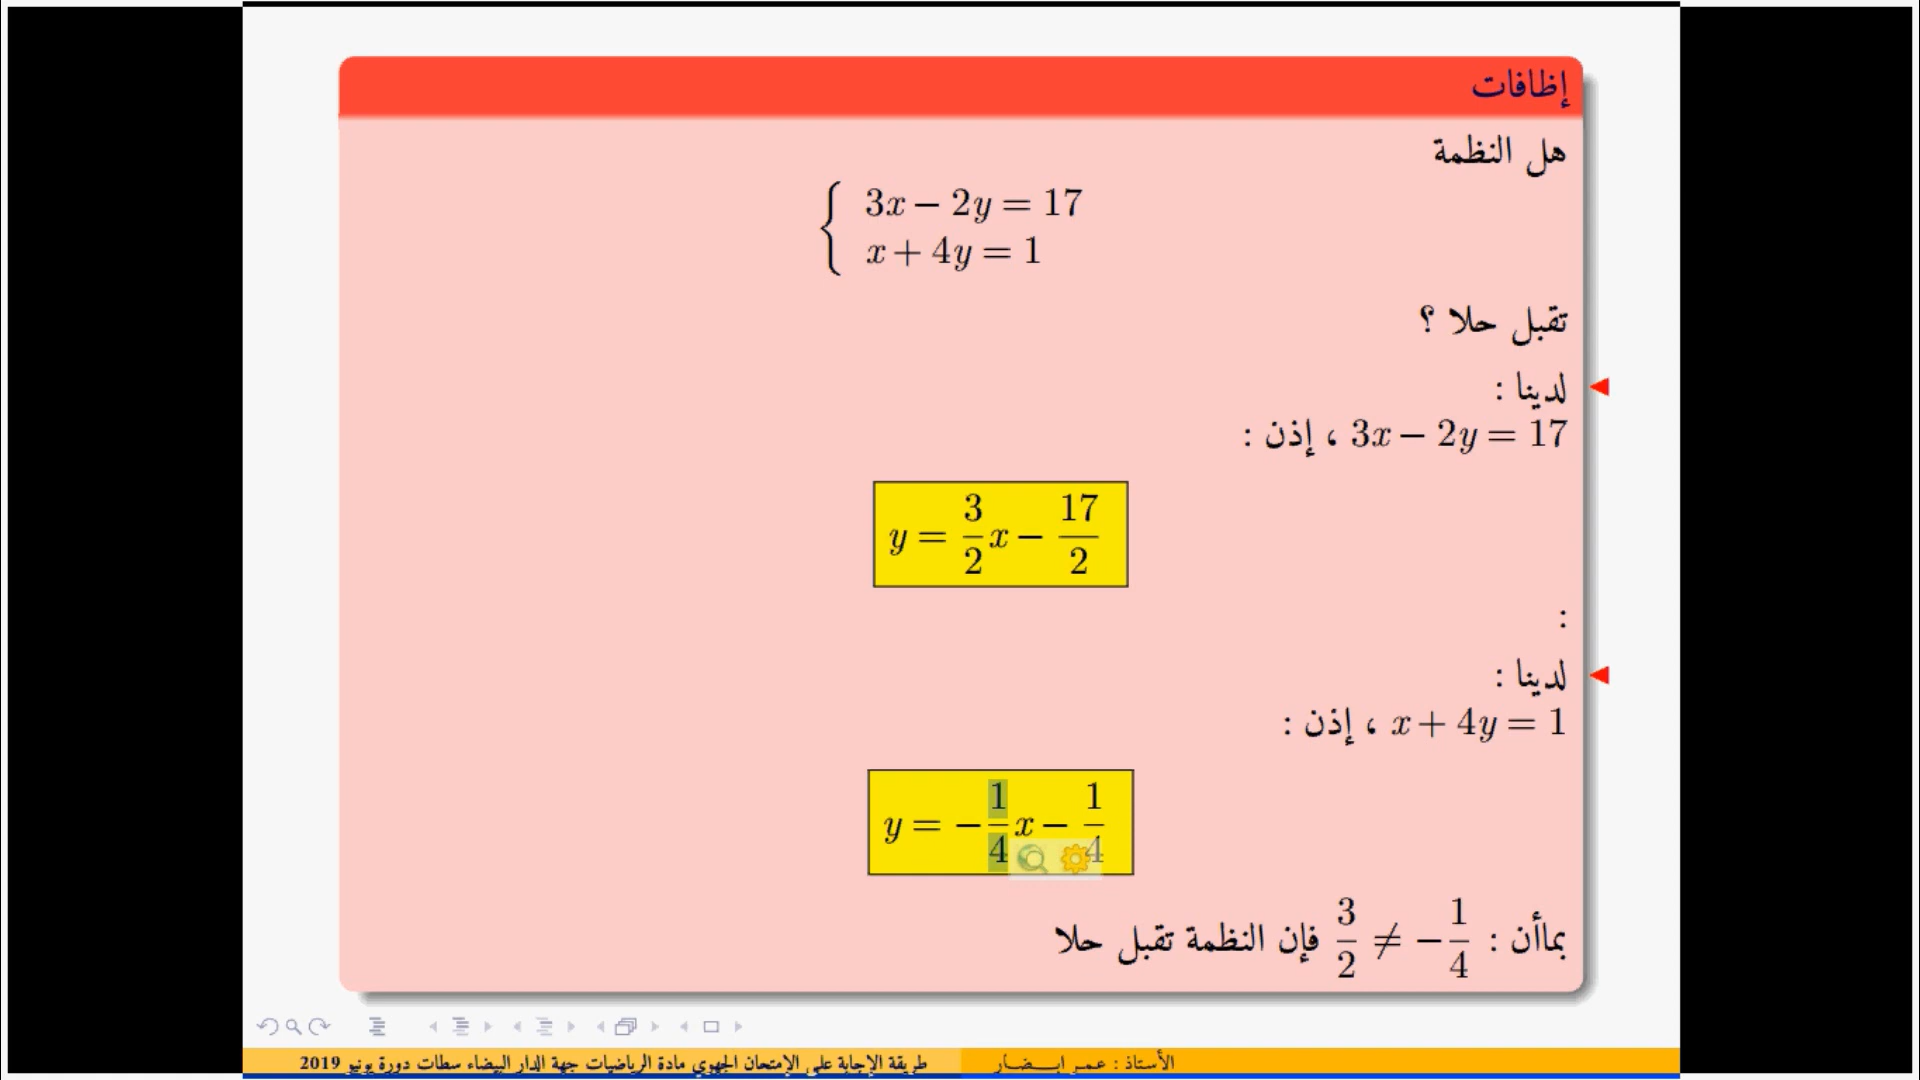 إظافات
هل النظمة
3x − 2y = 17
x + 4y = 1
تقبل حلا ؟
لدينا :
3x − 2y = 17 ، إذن :
y = 3/2 x − 17/2
:
لدينا :
x + 4y = 1 ، إذن :
y = −1/4 x − 1/4
بماأن : 3/2 ≠ −1/4 فإن النظمة تقبل حلا
الأستاذ : عمر ابضار
طريقة الإجابة على الإمتحان الجهوي مادة الرياضيات جهة الدار البيضاء سطات دورة يونيو 2019